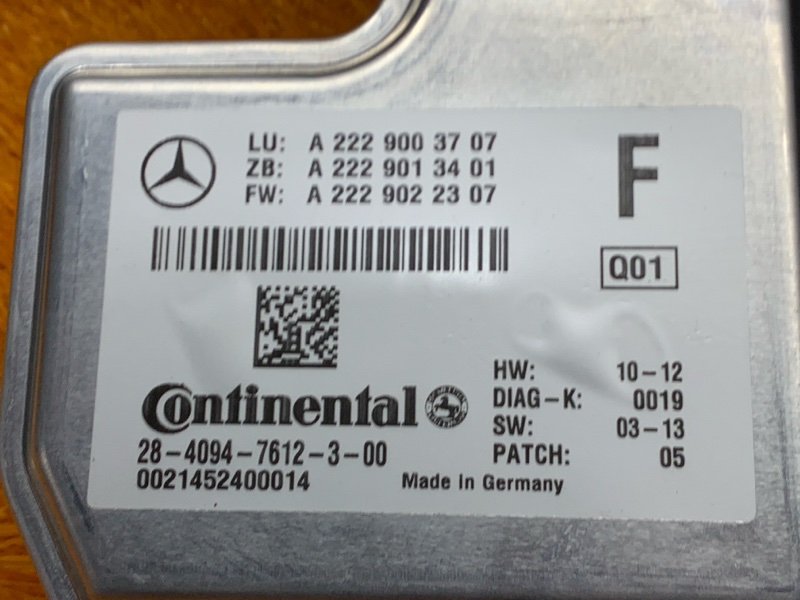 LU: A 222 900 37 07
ZB: A 222 901 34 01
FW: A 222 902 23 07
F
Q01
Continental
28-4094-7612-3-00
0021452400014
HW: 10-12
DIAG-K: 0019
SW: 03-13
PATCH: 05
Made in Germany